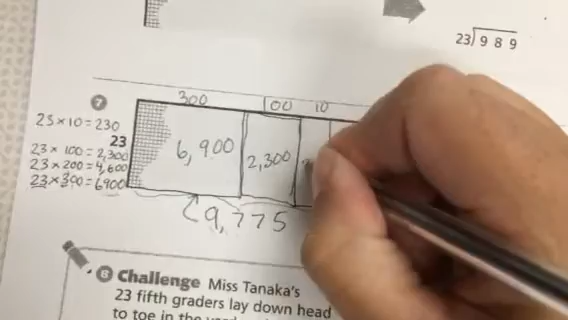 23)9 8 9
7
300 100 10
25×10=230
23
23×100=2,300
23×200=4,600
23×300=6900
6,900
2,300
9,775
8 Challenge Miss Tanaka's
23 fifth graders lay down head
to toe in the